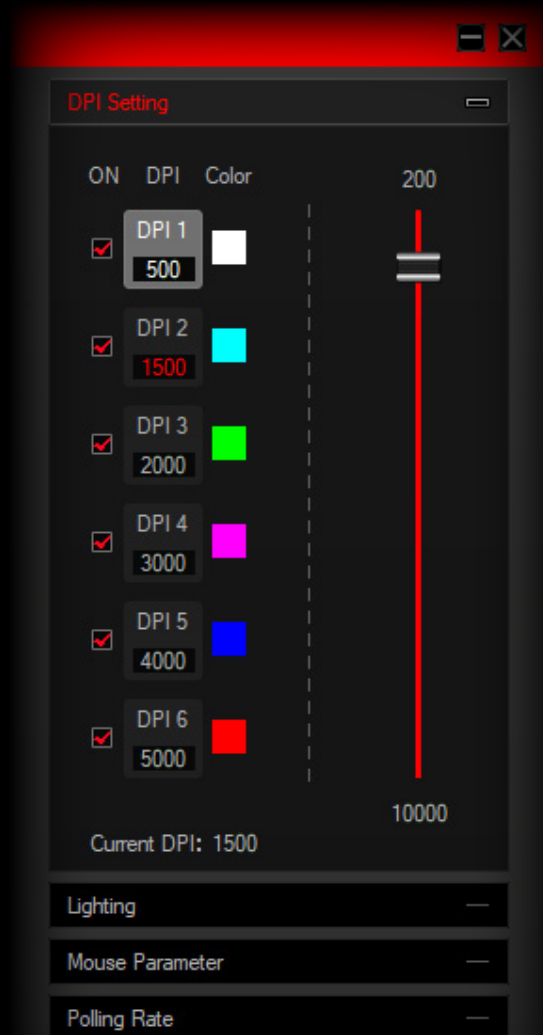 DPI Setting
ON DPI Color
200
DPI 1
500
DPI 2
1500
DPI 3
2000
DPI 4
3000
DPI 5
4000
DPI 6
5000
10000
Current DPI: 1500
Lighting
Mouse Parameter
Polling Rate